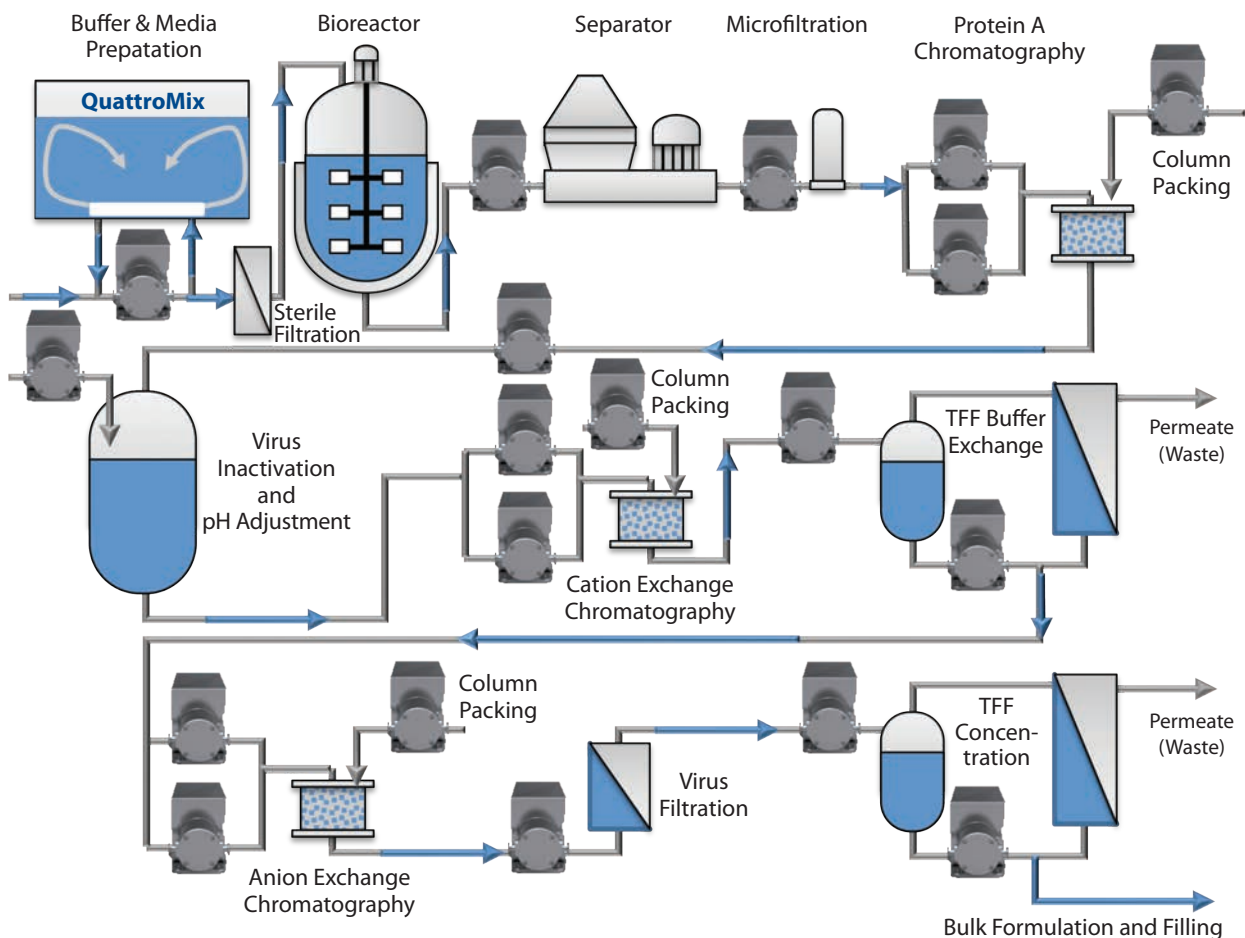 Buffer & Media
Prepatation
Bioreactor
Separator
Microfiltration
Protein A
Chromatography
QuattroMix
Column
Packing
Sterile
Filtration
Column
Packing
TFF Buffer
Exchange
Permeate
(Waste)
Virus
Inactivation
and
pH Adjustment
Cation Exchange
Chromatography
Column
Packing
TFF
Concen-
tration
Permeate
(Waste)
Virus
Filtration
Anion Exchange
Chromatography
Bulk Formulation and Filling